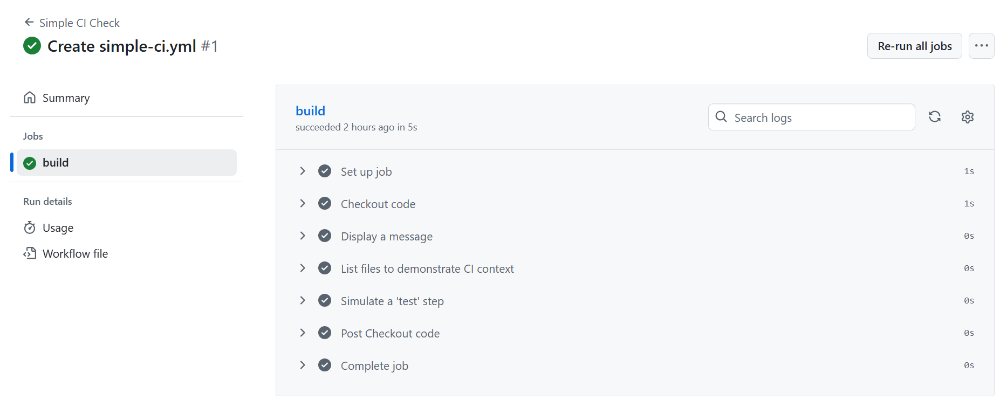 Simple CI Check
Create simple-ci.yml #1
Re-run all jobs
Summary
Jobs
build
Run details
Usage
Workflow file
build
succeeded 2 hours ago in 5s
Search logs
Set up job 1s
Checkout code 1s
Display a message 0s
List files to demonstrate CI context 0s
Simulate a 'test' step 0s
Post Checkout code 0s
Complete job 0s